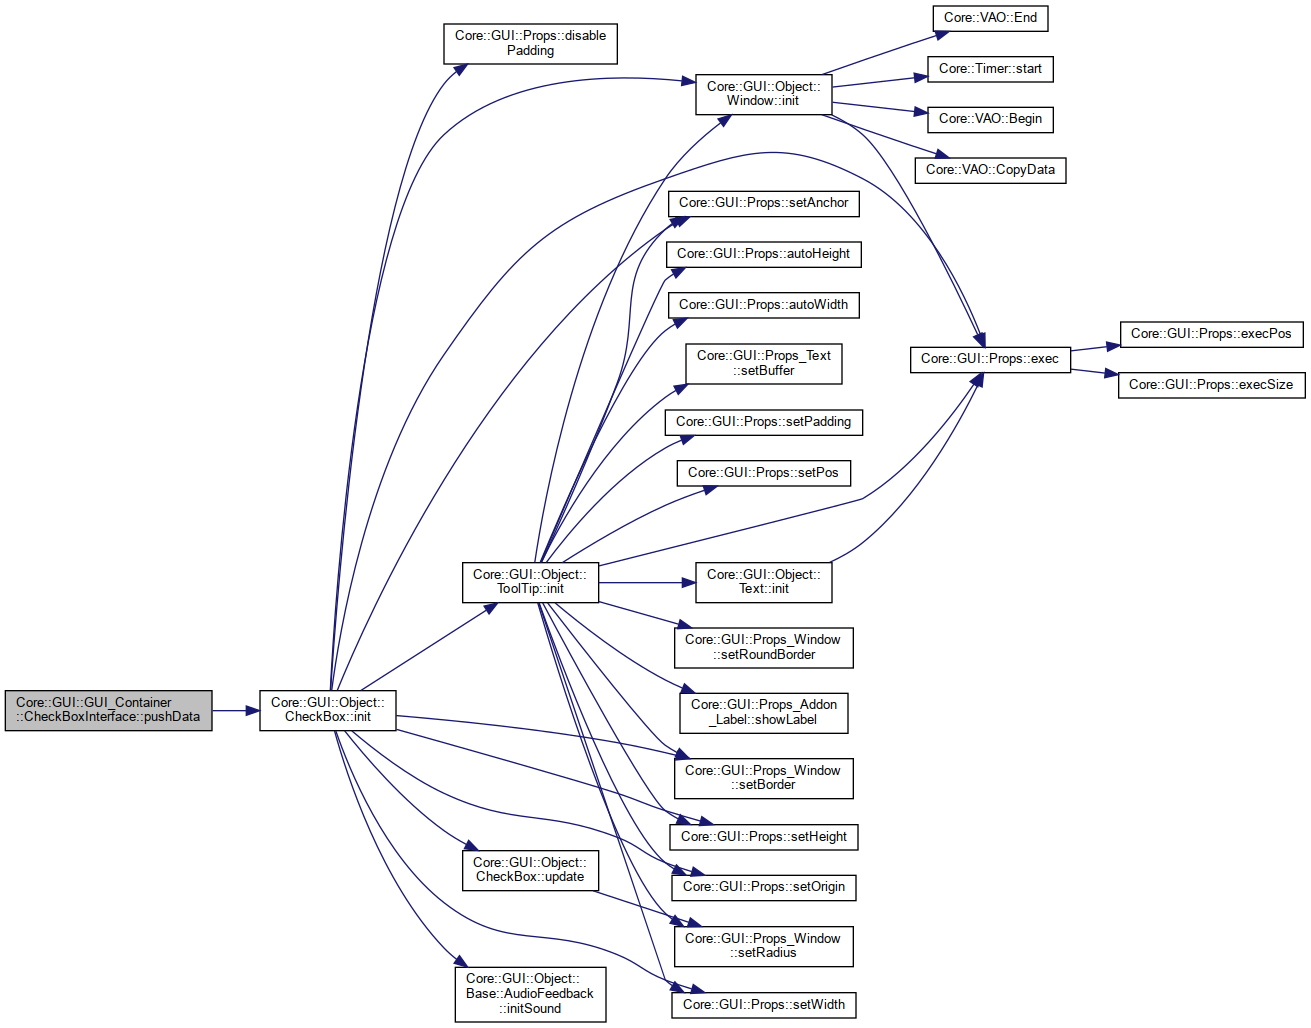 Core::VAO::End
Core::GUI::Props::disable
Padding
Core::Timer::start
Core::GUI::Object::
Window::init
Core::VAO::Begin
Core::VAO::CopyData
Core::GUI::Props::setAnchor
Core::GUI::Props::autoHeight
Core::GUI::Props::autoWidth
Core::GUI::Props::execPos
Core::GUI::Props_Text
::setBuffer
Core::GUI::Props::exec
Core::GUI::Props::execSize
Core::GUI::Props::setPadding
Core::GUI::Props::setPos
Core::GUI::Object::
ToolTip::init
Core::GUI::Object::
Text::init
Core::GUI::Props_Window
::setRoundBorder
Core::GUI::GUI_Container
::CheckBoxInterface::pushData
Core::GUI::Object::
CheckBox::init
Core::GUI::Props_Addon
_Label::showLabel
Core::GUI::Props_Window
::setBorder
Core::GUI::Props::setHeight
Core::GUI::Object::
CheckBox::update
Core::GUI::Props::setOrigin
Core::GUI::Props_Window
::setRadius
Core::GUI::Object::
Base::AudioFeedback
::initSound
Core::GUI::Props::setWidth